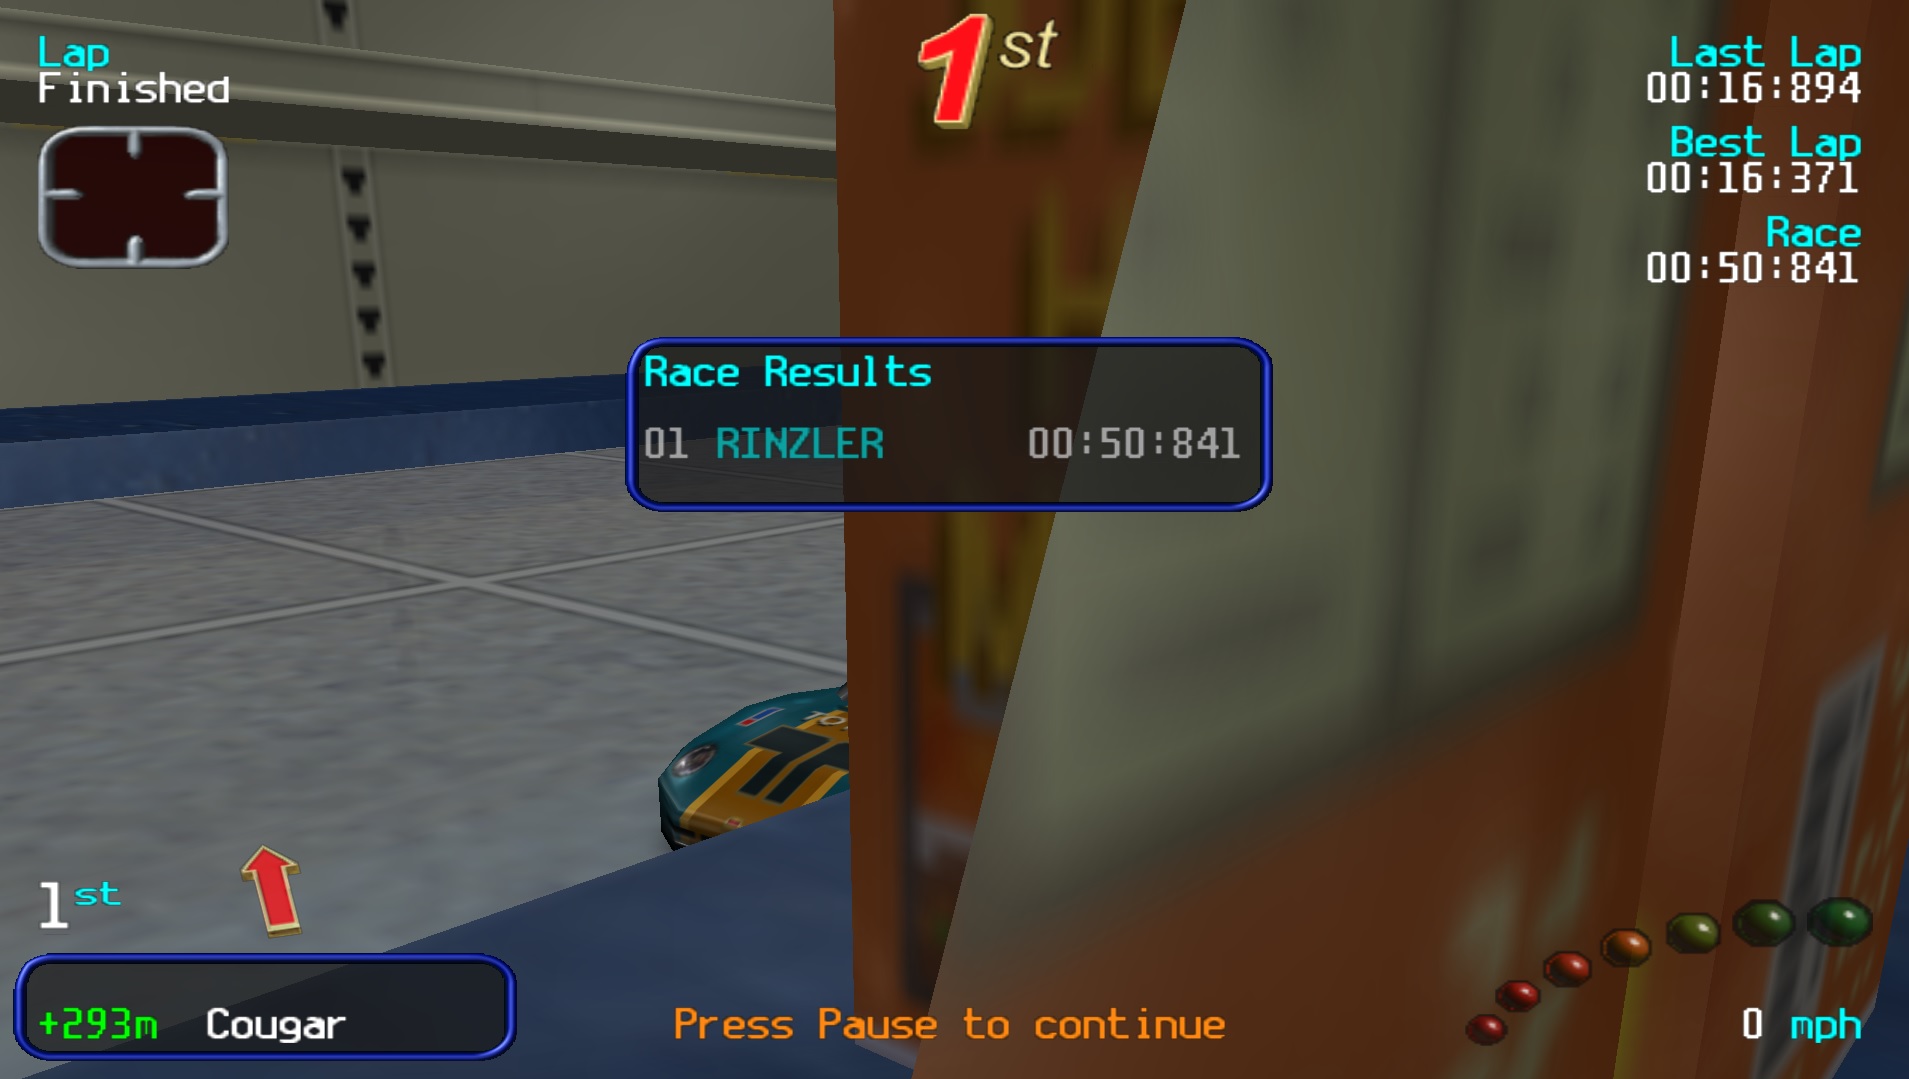 Lap
Finished
1st
Last Lap
00:16:894
Best Lap
00:16:371
Race
00:50:841
Race Results
01 RINZLER 00:50:841
1st
+293m Cougar
Press Pause to continue
0 mph